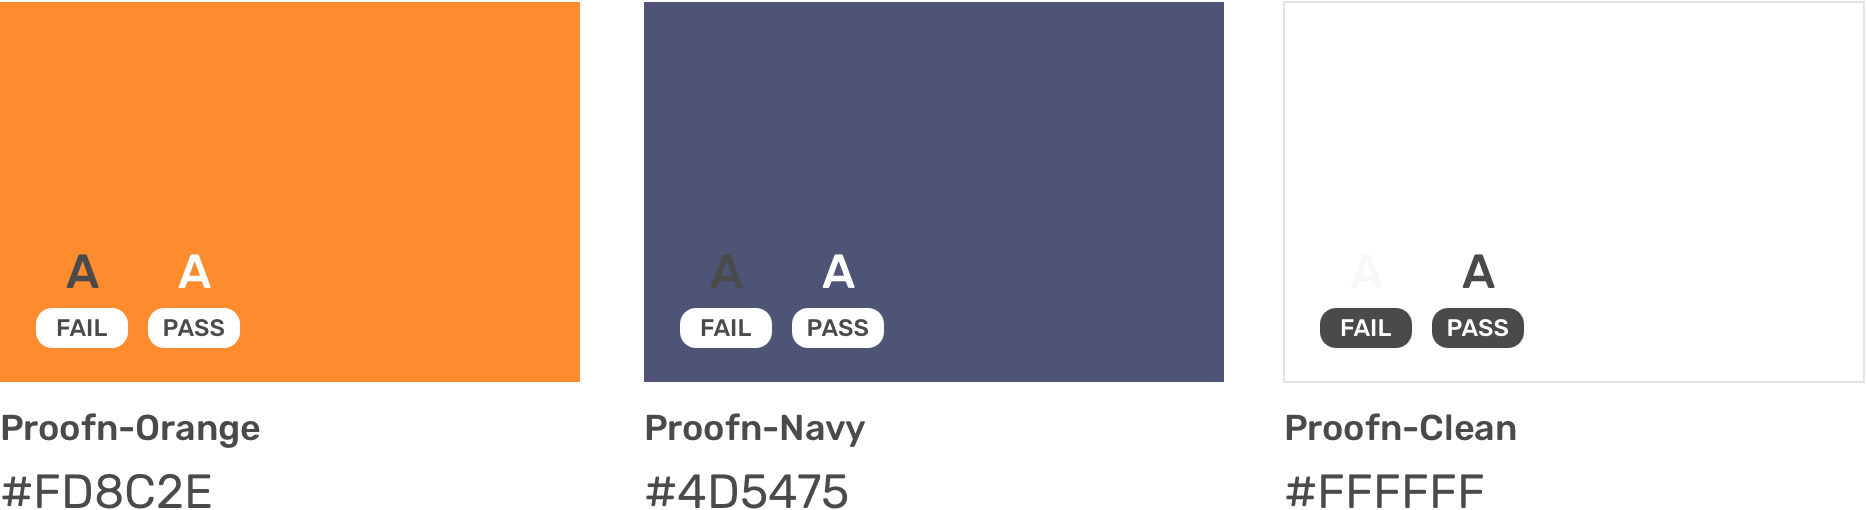 A A
FAIL PASS
Proofn-Orange
#FD8C2E
A A
FAIL PASS
Proofn-Navy
#4D5475
A A
FAIL PASS
Proofn-Clean
#FFFFFF